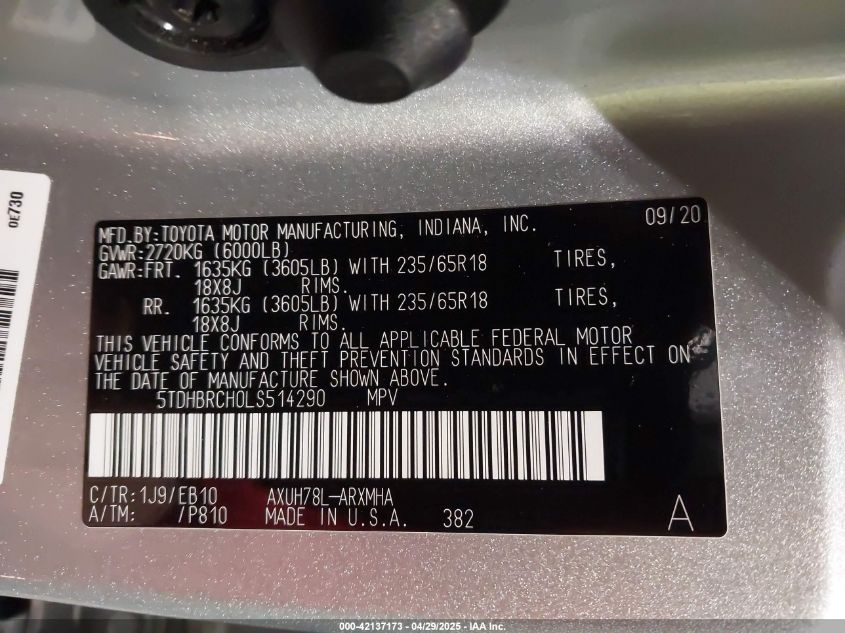 0E730
MFD.BY:TOYOTA MOTOR MANUFACTURING, INDIANA, INC. 09/20
GVWR:2720KG (6000LB)
GAWR:FRT. 1635KG (3605LB) WITH 235/65R18 TIRES,
18X8J RIMS.
RR. 1635KG (3605LB) WITH 235/65R18 TIRES,
18X8J RIMS.
THIS VEHICLE CONFORMS TO ALL APPLICABLE FEDERAL MOTOR
VEHICLE SAFETY AND THEFT PREVENTION STANDARDS IN EFFECT ON
THE DATE OF MANUFACTURE SHOWN ABOVE.
5TDHBRCH0LS514290 MPV
C/TR:1J9/EB10 AXUH78L-ARXMHA
A/TM: /P810 MADE IN U.S.A. 382 A
000-42137173 - 04/29/2025 - IAA Inc.